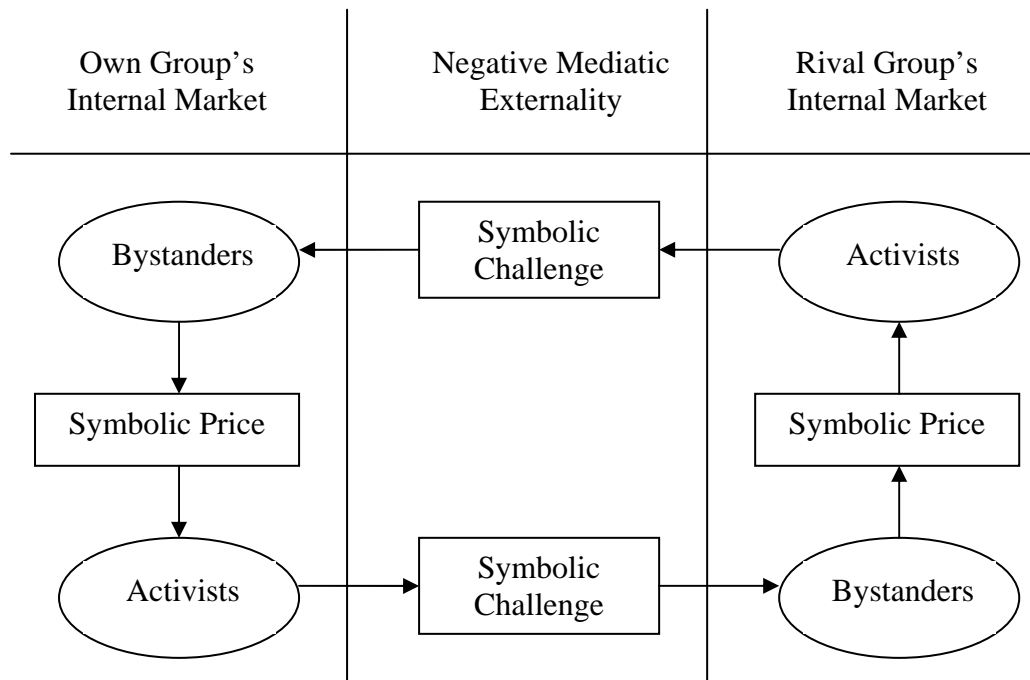 Own Group’s
Internal Market
Negative Mediatic
Externality
Rival Group’s
Internal Market
Bystanders
Symbolic
Challenge
Activists
Symbolic Price
Symbolic Price
Activists
Symbolic
Challenge
Bystanders